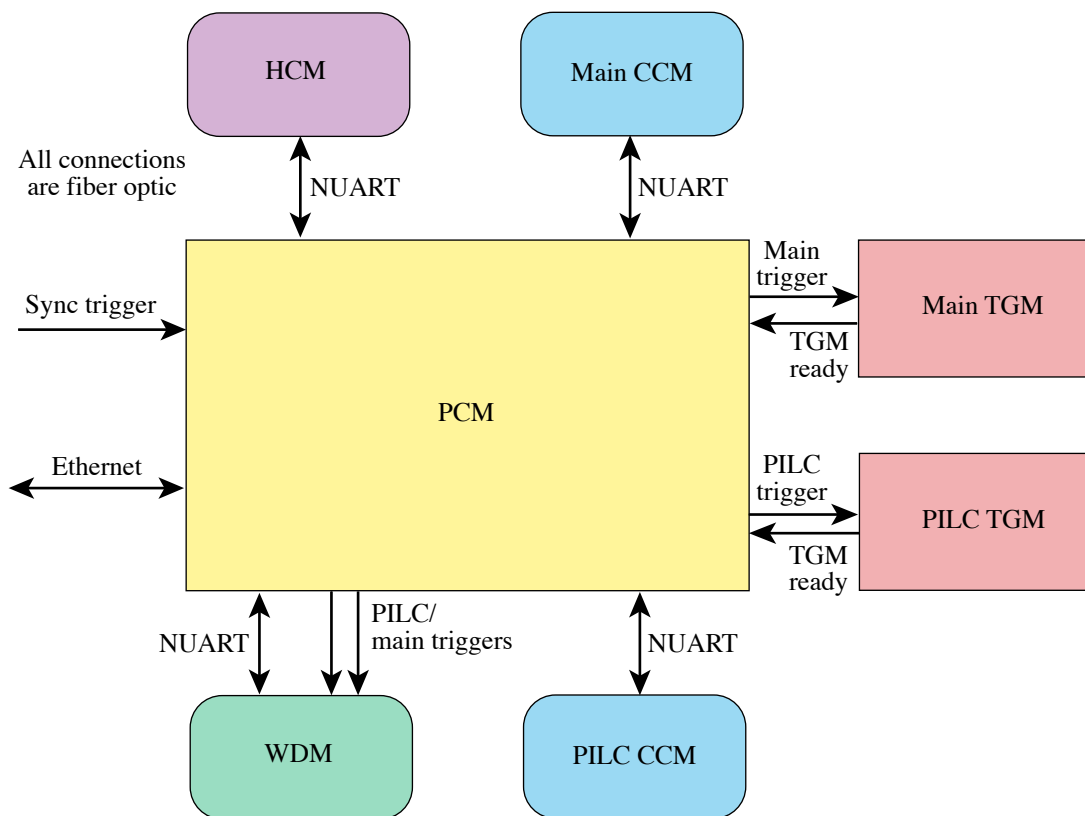 HCM
Main CCM
All connections
are fiber optic
NUART
NUART
Main
trigger
Sync trigger
Main TGM
TGM
ready
PCM
Ethernet
PILC
trigger
PILC TGM
TGM
ready
NUART
PILC/
main triggers
NUART
WDM
PILC CCM